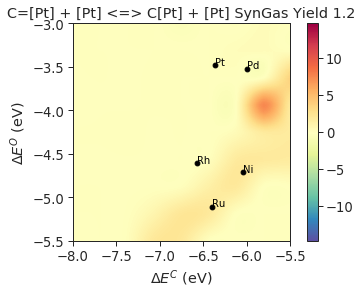 C=[Pt] + [Pt] <=> C[Pt] + [Pt] SynGas Yield 1.2
−3.0
−3.5
−4.0
−4.5
−5.0
−5.5
ΔE^O (eV)
Pt
Pd
Rh
Ni
Ru
10
5
0
−5
−10
−8.0 −7.5 −7.0 −6.5 −6.0 −5.5
ΔE^C (eV)